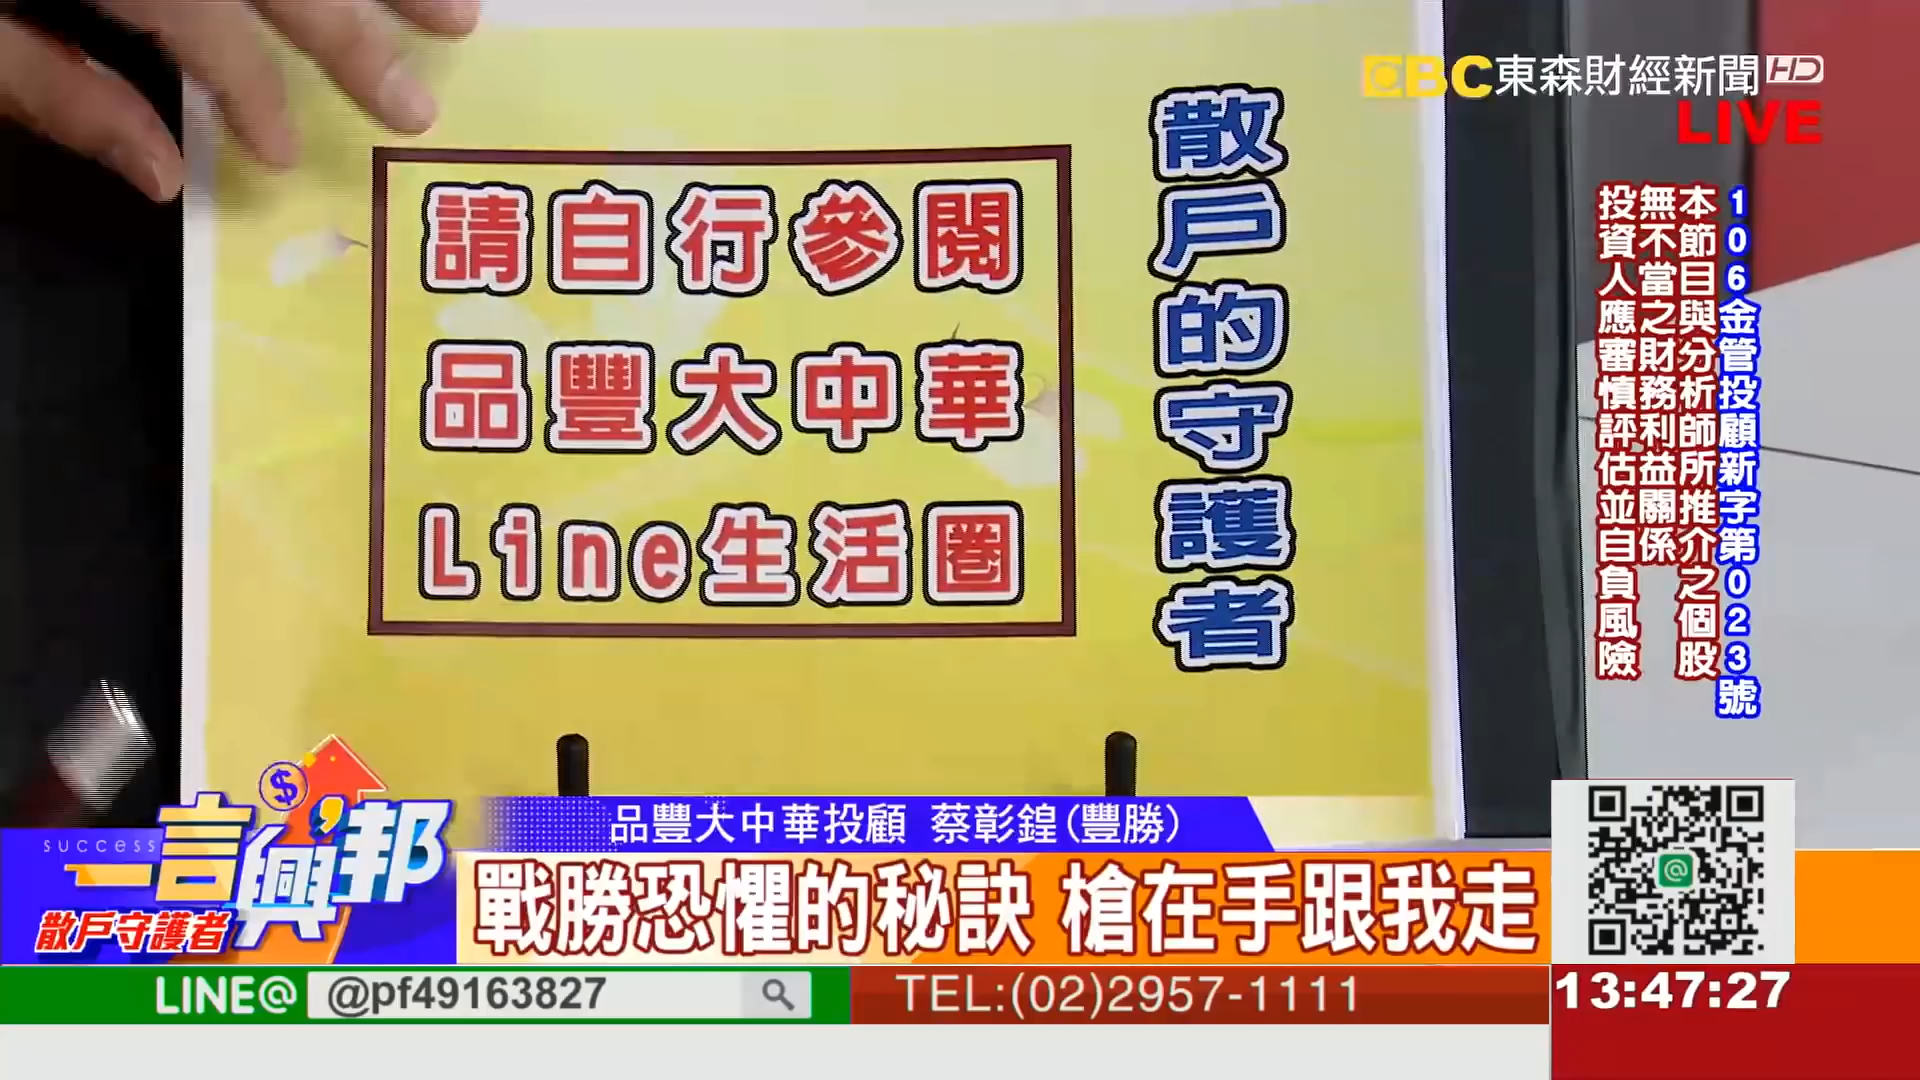 EBC東森財經新聞HD
LIVE
106金管投顧新字第023號
本節目與分析師所推介之個股
無不當之財務利益關係
投資人應審慎評估並自負風險
散戶的守護者
請自行參閱
品豐大中華
Line生活圈
success
一言興邦
散戶守護者
品豐大中華投顧 蔡彰鍠(豐勝)
戰勝恐懼的秘訣 槍在手跟我走
LINE@ @pf49163827
TEL:(02)2957-1111
13:47:27